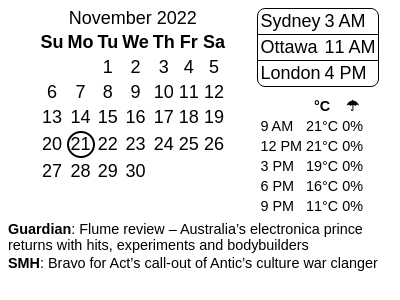 November 2022
Su Mo Tu We Th Fr Sa
1 2 3 4 5
6 7 8 9 10 11 12
13 14 15 16 17 18 19
20 21 22 23 24 25 26
27 28 29 30
Sydney 3 AM
Ottawa 11 AM
London 4 PM
°C ☂
9 AM 21°C 0%
12 PM 21°C 0%
3 PM 19°C 0%
6 PM 16°C 0%
9 PM 11°C 0%
Guardian: Flume review – Australia’s electronica prince
returns with hits, experiments and bodybuilders
SMH: Bravo for Act’s call-out of Antic’s culture war clanger